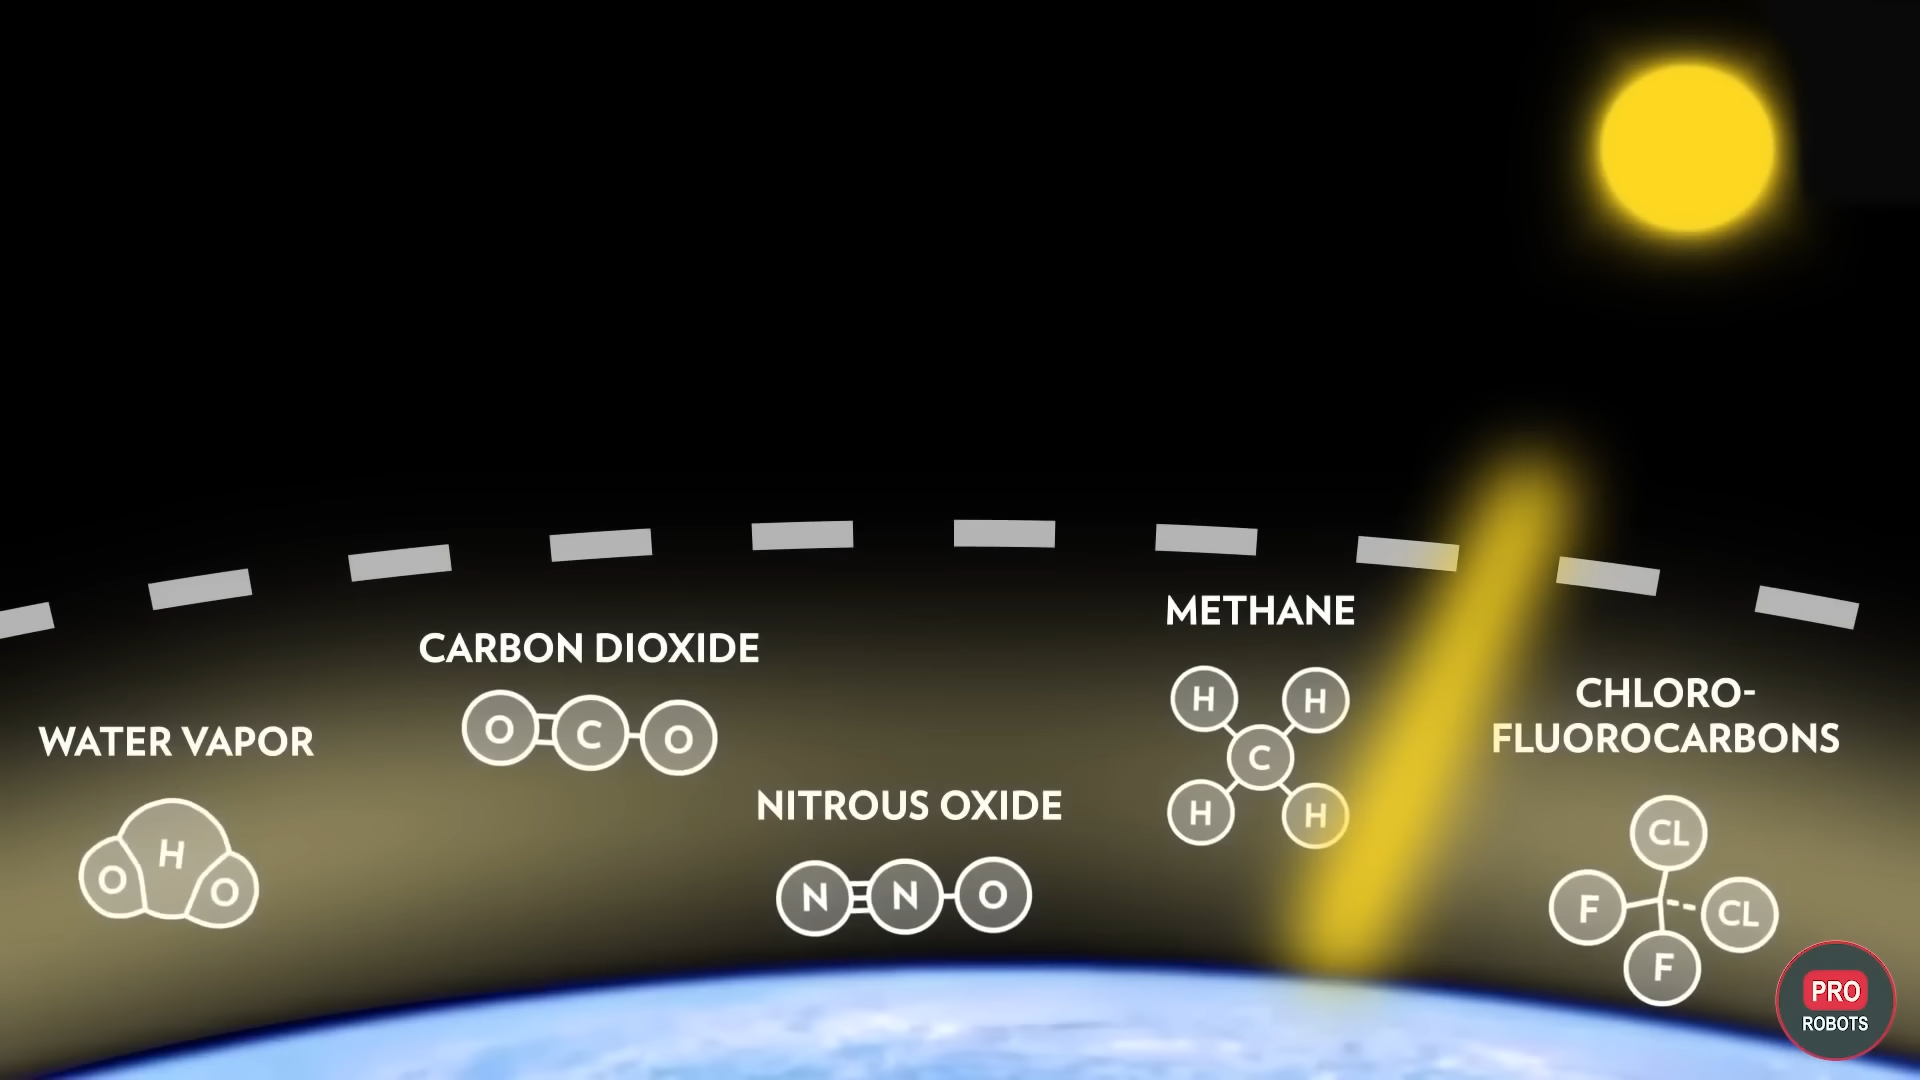 METHANE
CARBON DIOXIDE
H H
CHLORO-
FLUOROCARBONS
O C O
WATER VAPOR
C
NITROUS OXIDE
H H
CL
H
O O
N N O
F CL
F
PRO
ROBOTS